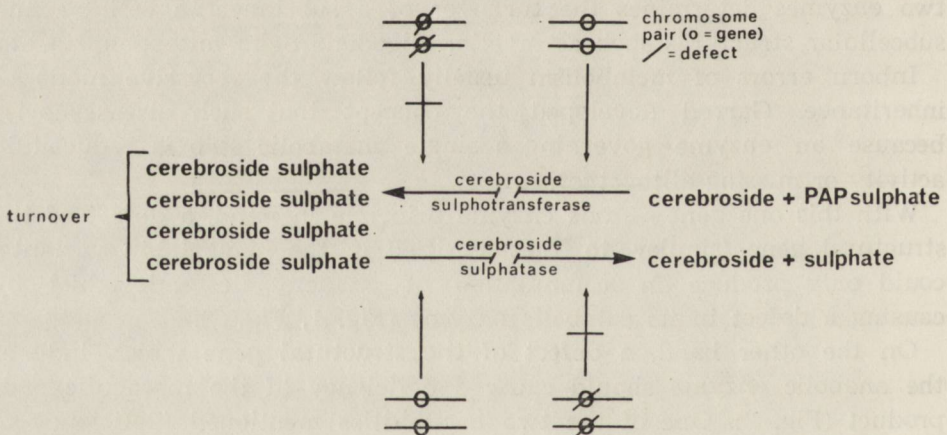 chromosome
pair (o = gene)
/ = defect
cerebroside sulphate
cerebroside
turnover
cerebroside sulphate
sulphotransferase
cerebroside + PAPsulphate
cerebroside sulphate
cerebroside
cerebroside sulphate
sulphatase
cerebroside + sulphate